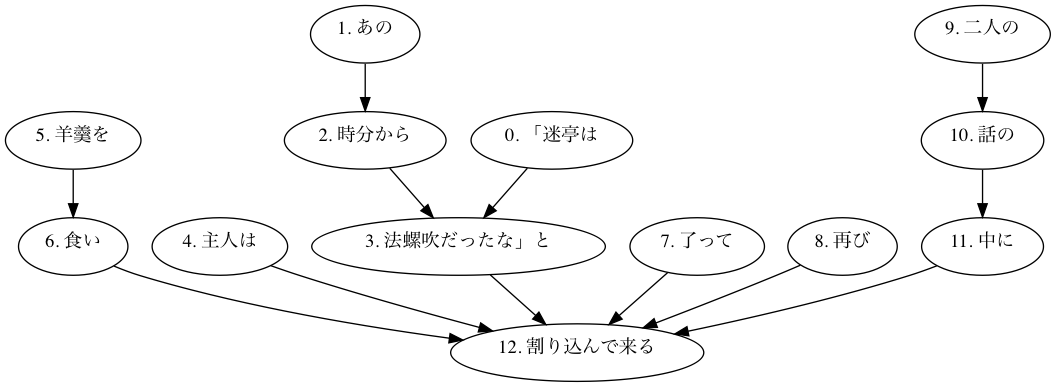 1. あの
9. 二人の
5. 羊羹を
2. 時分から
0. 「迷亭は
10. 話の
6. 食い
4. 主人は
3. 法螺吹だったな」と
7. 了って
8. 再び
11. 中に
12. 割り込んで来る